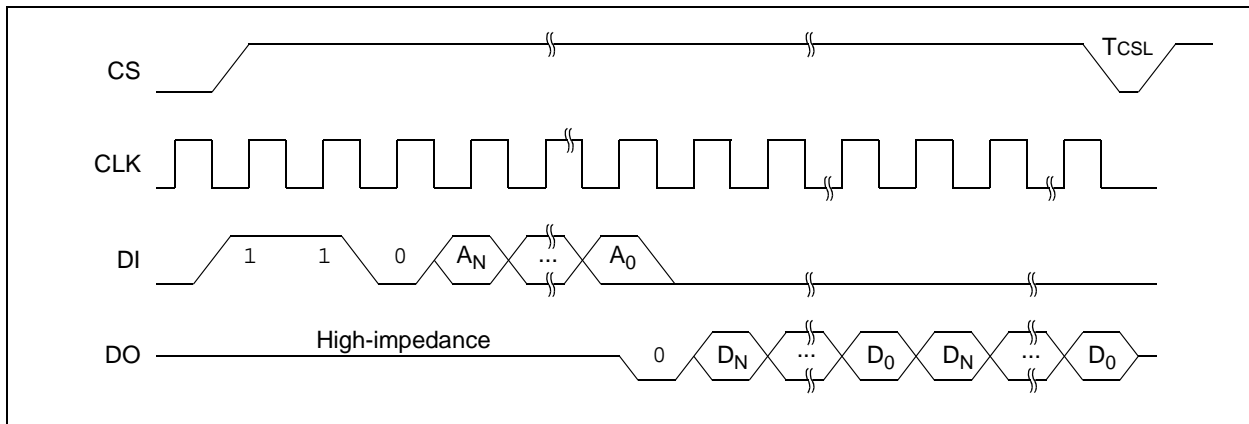 CS TCSL
CLK
DI 1 1 0 AN ... A0
High-impedance
DO 0 DN ... D0 DN ... D0